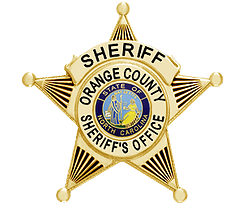 SHERIFF
ORANGE COUNTY
STATE OF
NORTH CAROLINA
SHERIFF'S OFFICE